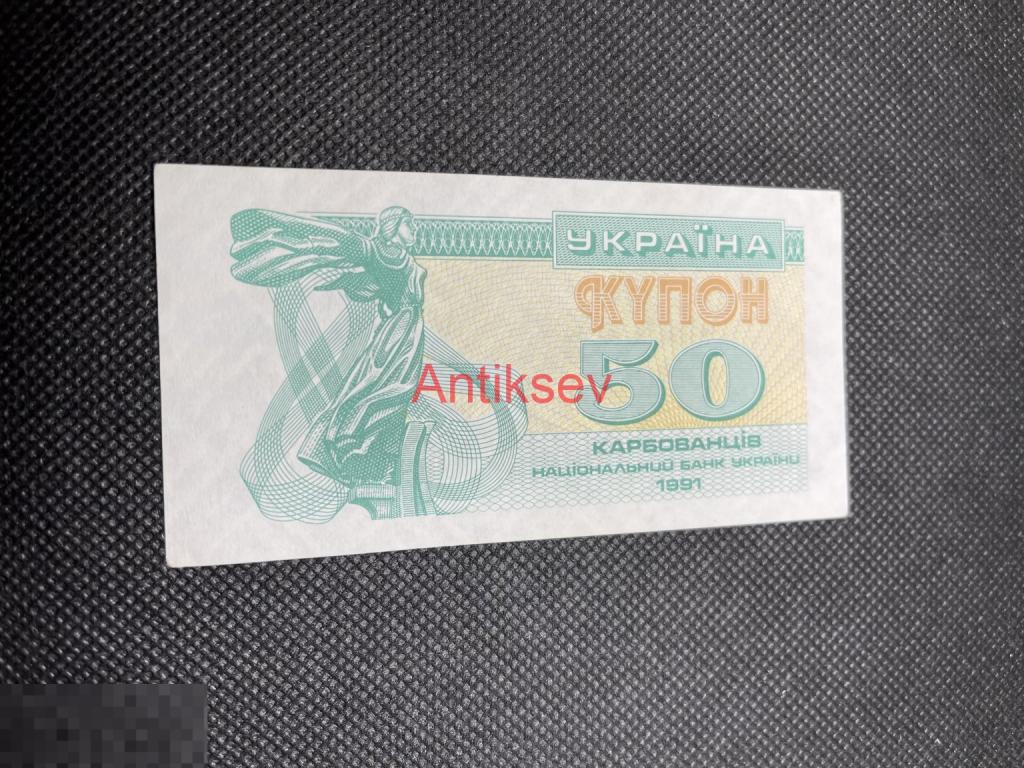 УКРАЇНА
КУПОН
50
Antiksev
КАРБОВАНЦІВ
НАЦІОНАЛЬНИЙ БАНК УКРАЇНИ
1991